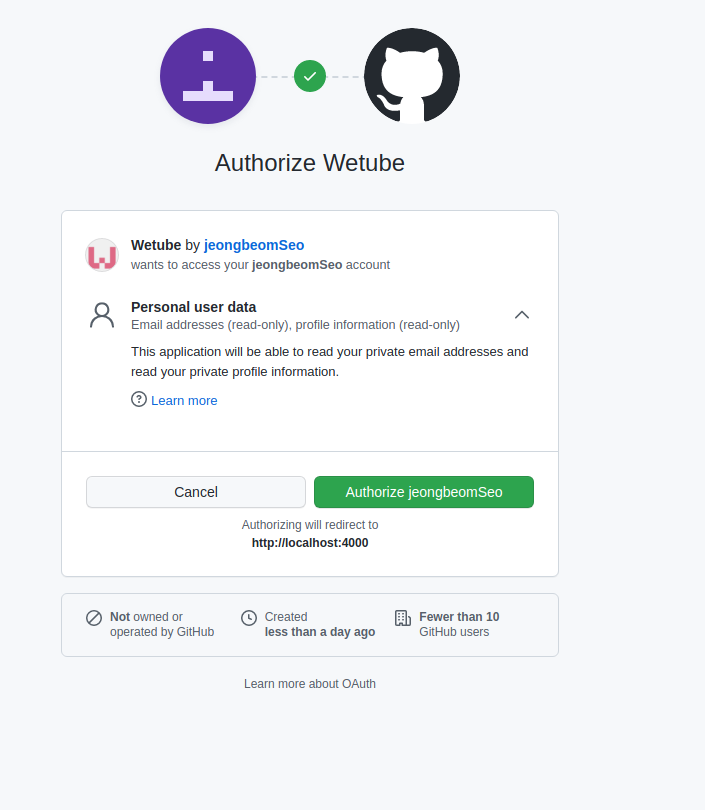 Authorize Wetube
Wetube by jeongbeomSeo
wants to access your jeongbeomSeo account
Personal user data
Email addresses (read-only), profile information (read-only)
This application will be able to read your private email addresses and
read your private profile information.
Learn more
Cancel
Authorize jeongbeomSeo
Authorizing will redirect to
http://localhost:4000
Not owned or
operated by GitHub
Created
less than a day ago
Fewer than 10
GitHub users
Learn more about OAuth